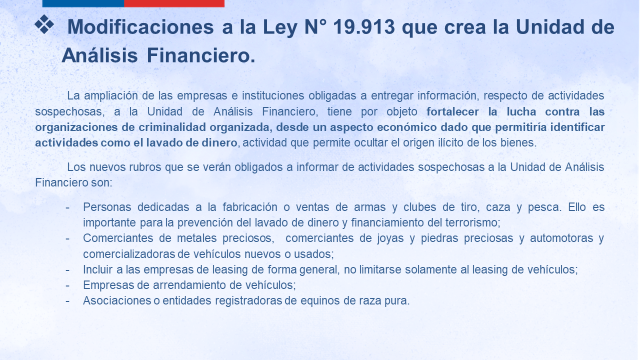 ❖ Modificaciones a la Ley N° 19.913 que crea la Unidad de
Análisis Financiero.
La ampliación de las empresas e instituciones obligadas a entregar información, respecto de actividades
sospechosas, a la Unidad de Análisis Financiero, tiene por objeto fortalecer la lucha contra las
organizaciones de criminalidad organizada, desde un aspecto económico dado que permitiría identificar
actividades como el lavado de dinero, actividad que permite ocultar el origen ilícito de los bienes.
Los nuevos rubros que se verán obligados a informar de actividades sospechosas a la Unidad de Análisis
Financiero son:
- Personas dedicadas a la fabricación o ventas de armas y clubes de tiro, caza y pesca. Ello es
importante para la prevención del lavado de dinero y financiamiento del terrorismo;
- Comerciantes de metales preciosos, comerciantes de joyas y piedras preciosas y automotoras y
comercializadoras de vehículos nuevos o usados;
- Incluir a las empresas de leasing de forma general, no limitarse solamente al leasing de vehículos;
- Empresas de arrendamiento de vehículos;
- Asociaciones o entidades registradoras de equinos de raza pura.